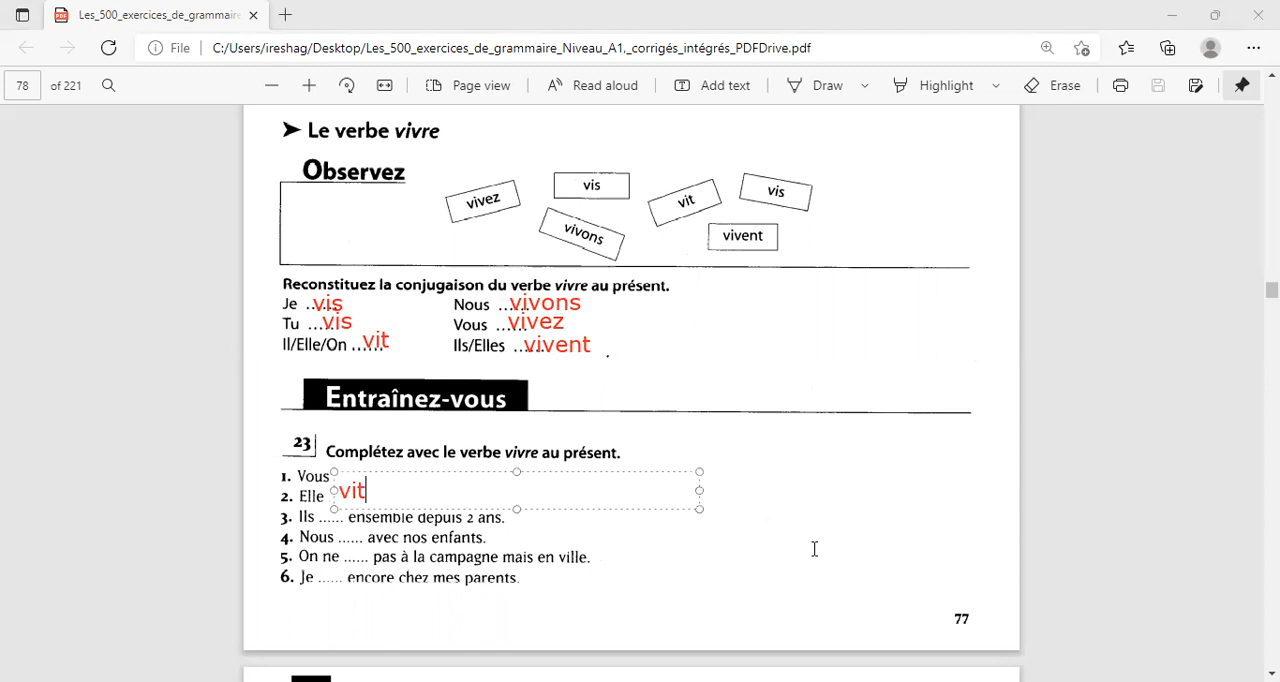 Les_500_exercices_de_grammaire
File C:/Users/ireshag/Desktop/Les_500_exercices_de_grammaire_Niveau_A1,_corrigés_intégrés_PDFDrive.pdf
78 of 221 Page view Read aloud Add text Draw Highlight Erase
➤ Le verbe vivre
Observez
vivez vis vit vis
vivons vivent
Reconstituez la conjugaison du verbe vivre au présent.
Je ...... vis Nous ...... vivons
Tu ...... vis Vous ...... vivez
Il/Elle/On ...... vit Ils/Elles ...... vivent .
Entraînez-vous
23 Complétez avec le verbe vivre au présent.
1. Vous
2. Elle vit
3. Ils ...... ensemble depuis 2 ans.
4. Nous ...... avec nos enfants.
5. On ne ...... pas à la campagne mais en ville.
6. Je ...... encore chez mes parents.
77